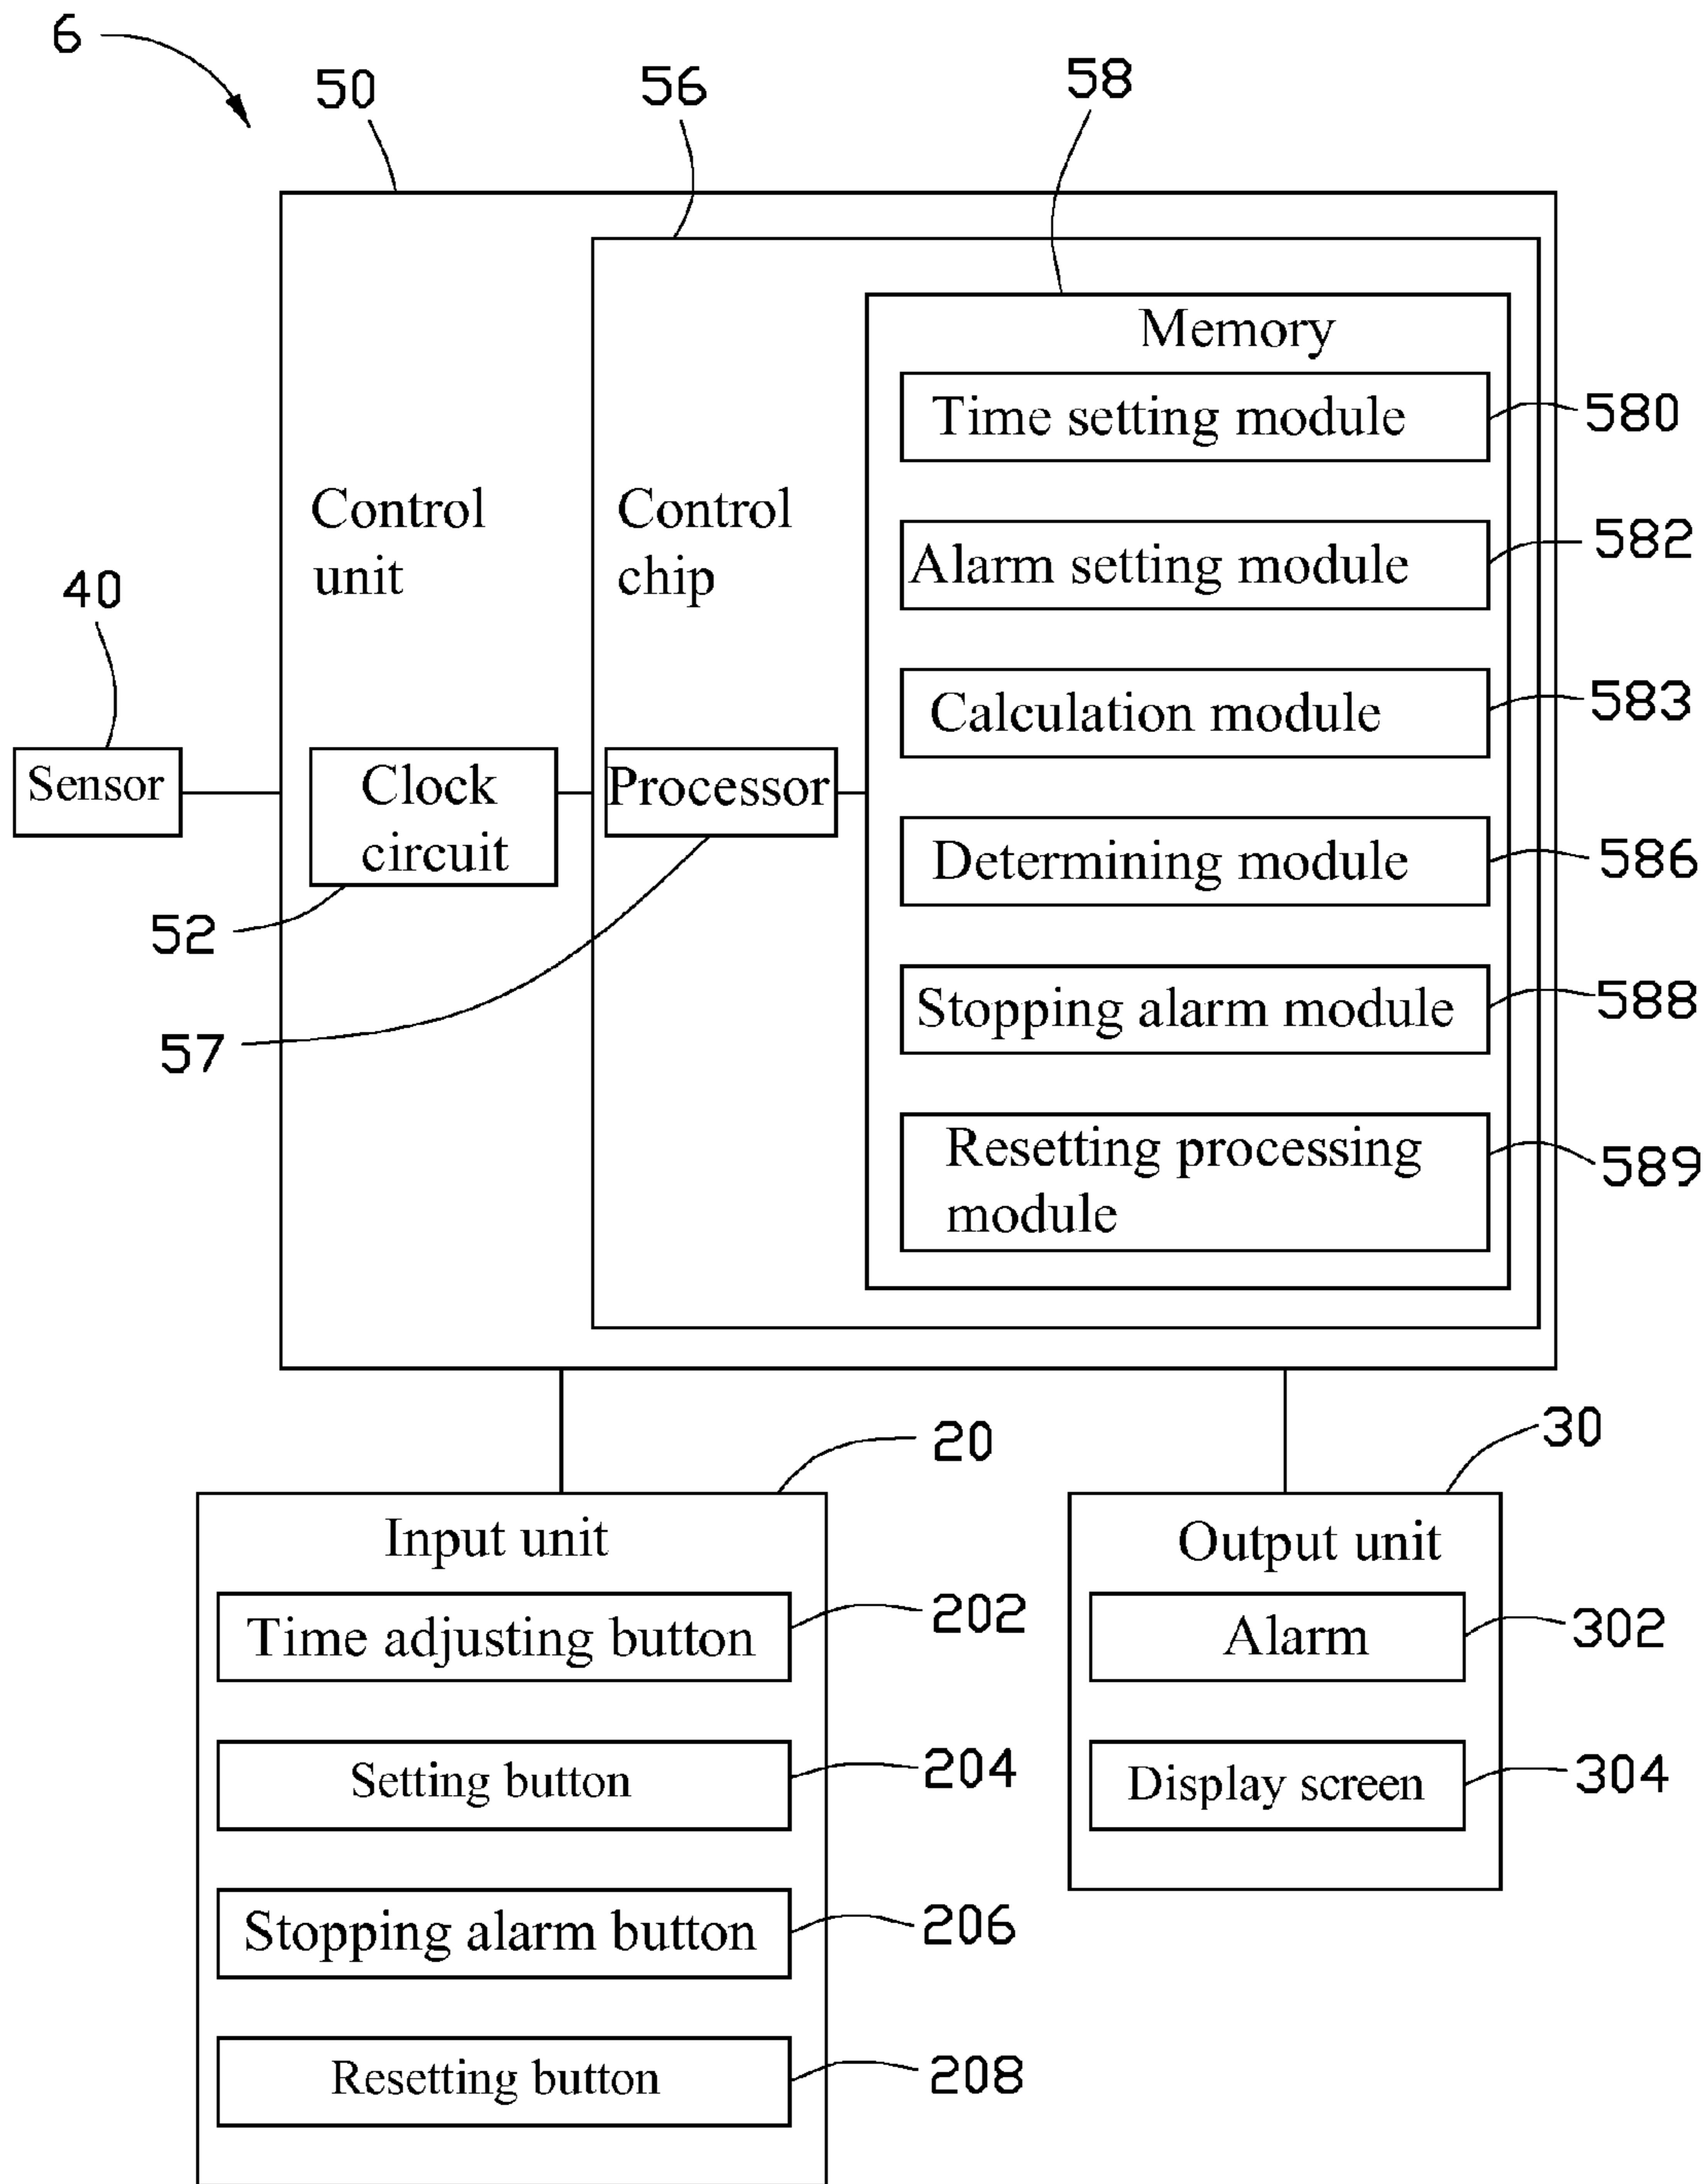 6
50
56
58
Memory
Time setting module
580
Control
unit
Control
chip
Alarm setting module
582
40
Calculation module
583
Sensor
Clock
circuit
Processor
Determining module
586
52
Stopping alarm module
588
57
Resetting processing
module
589
20
30
Input unit
Output unit
Time adjusting button
202
Alarm
302
Setting button
204
Display screen
304
Stopping alarm button
206
Resetting button
208